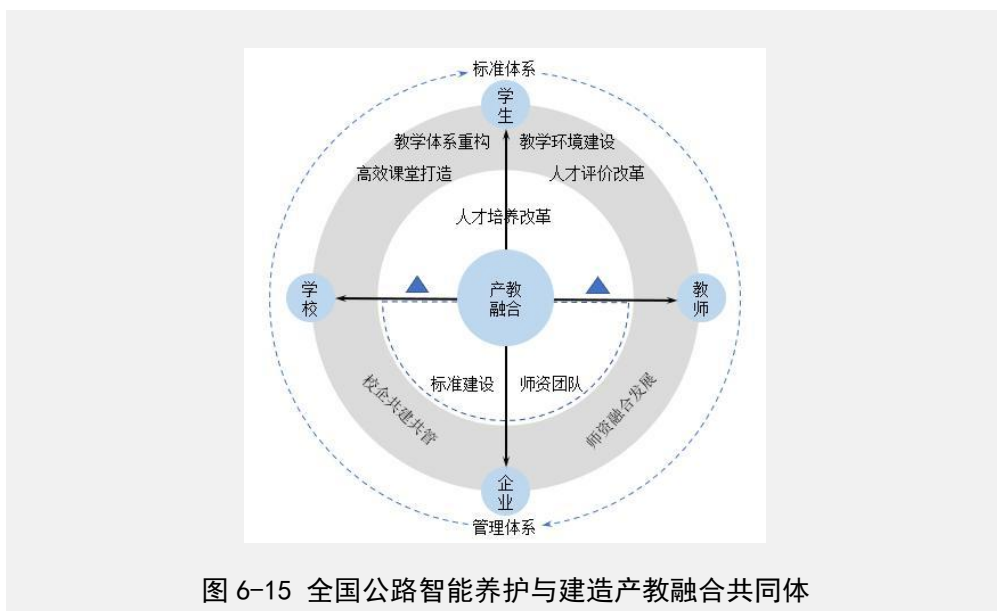 标准体系
学
生
教学体系重构 教学环境建设
高效课堂打造 人才评价改革
人才培养改革
学
校
产教
融合
教
师
标准建设 师资团队
校企共建共管
师资融合发展
企
业
管理体系
图 6-15 全国公路智能养护与建造产教融合共同体